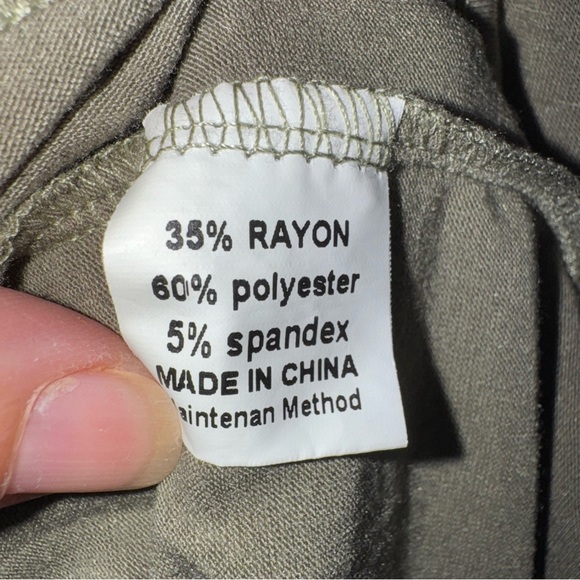 35% RAYON
60% polyester
5% spandex
MADE IN CHINA
aintenan Method